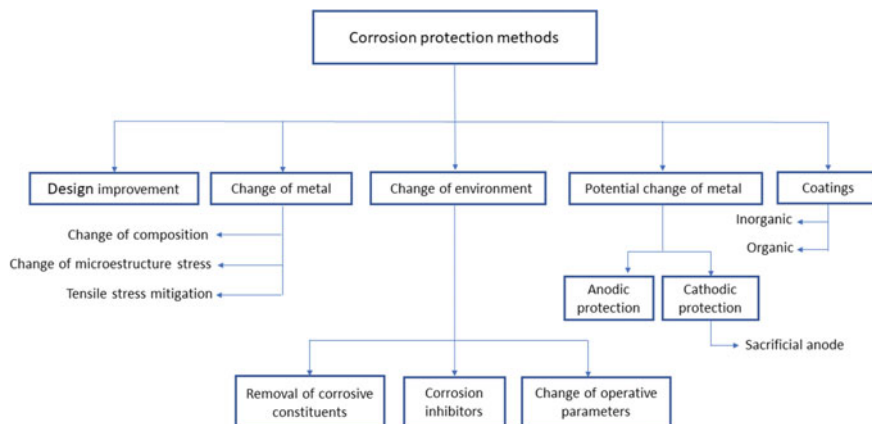 Corrosion protection methods
Design improvement
Change of metal
Change of environment
Potential change of metal
Coatings
Change of composition
Change of microestructure stress
Tensile stress mitigation
Inorganic
Organic
Anodic
protection
Cathodic
protection
Sacrificial anode
Removal of corrosive
constituents
Corrosion
inhibitors
Change of operative
parameters